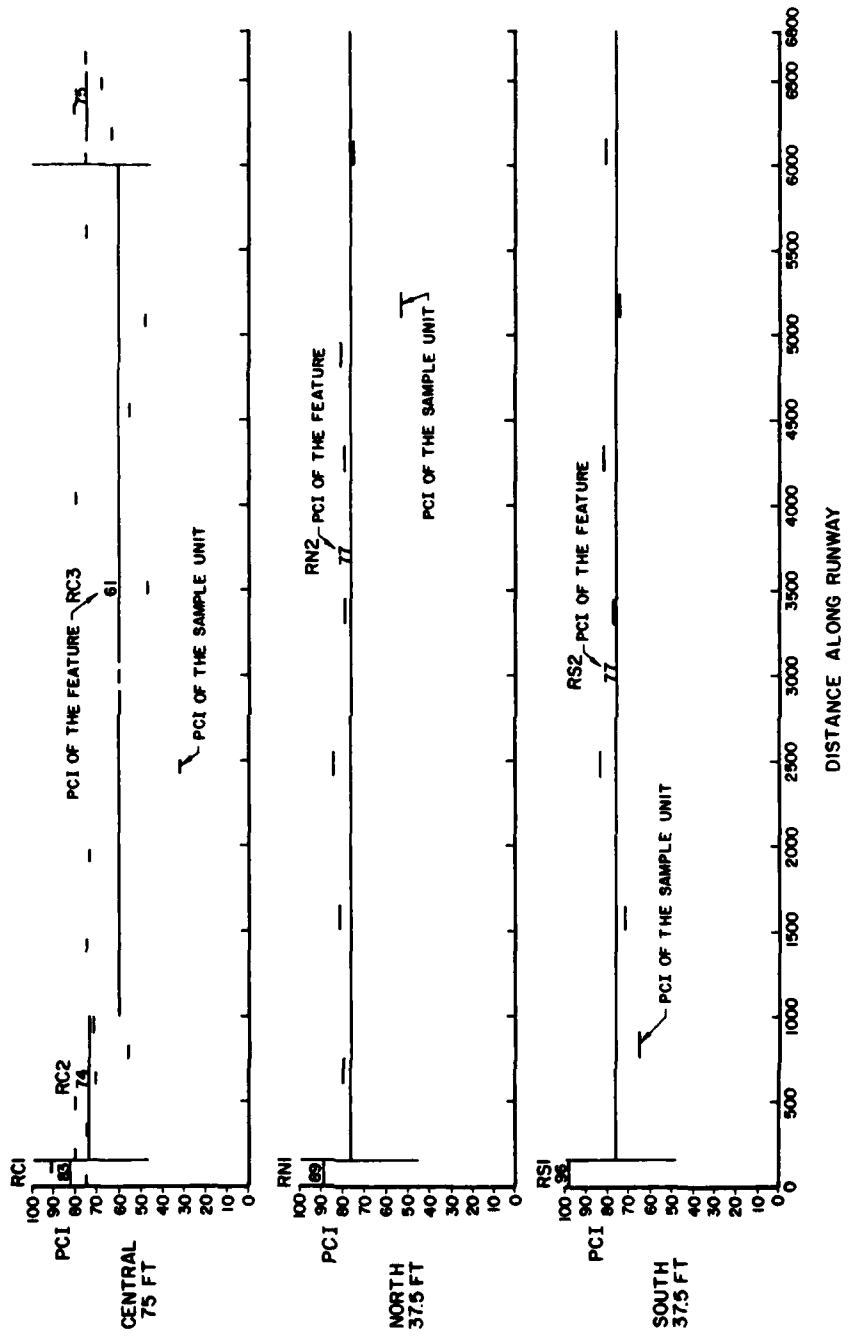 RC1
100
90
80
70
60
50
40
30
20
10
0
PCI
CENTRAL
75 FT
83
RC2
74
PCI OF THE FEATURE RC3
61
PCI OF THE SAMPLE UNIT
75
RN1
100
90
80
70
60
50
40
30
20
10
0
PCI
NORTH
37.5 FT
89
RN2 PCI OF THE FEATURE
77
PCI OF THE SAMPLE UNIT
RS1
100
90
80
70
60
50
40
30
20
10
0
PCI
SOUTH
37.5 FT
96
RS2 PCI OF THE FEATURE
77
PCI OF THE SAMPLE UNIT
0 500 1000 1500 2000 2500 3000 3500 4000 4500 5000 5500 6000 6800 6800
DISTANCE ALONG RUNWAY